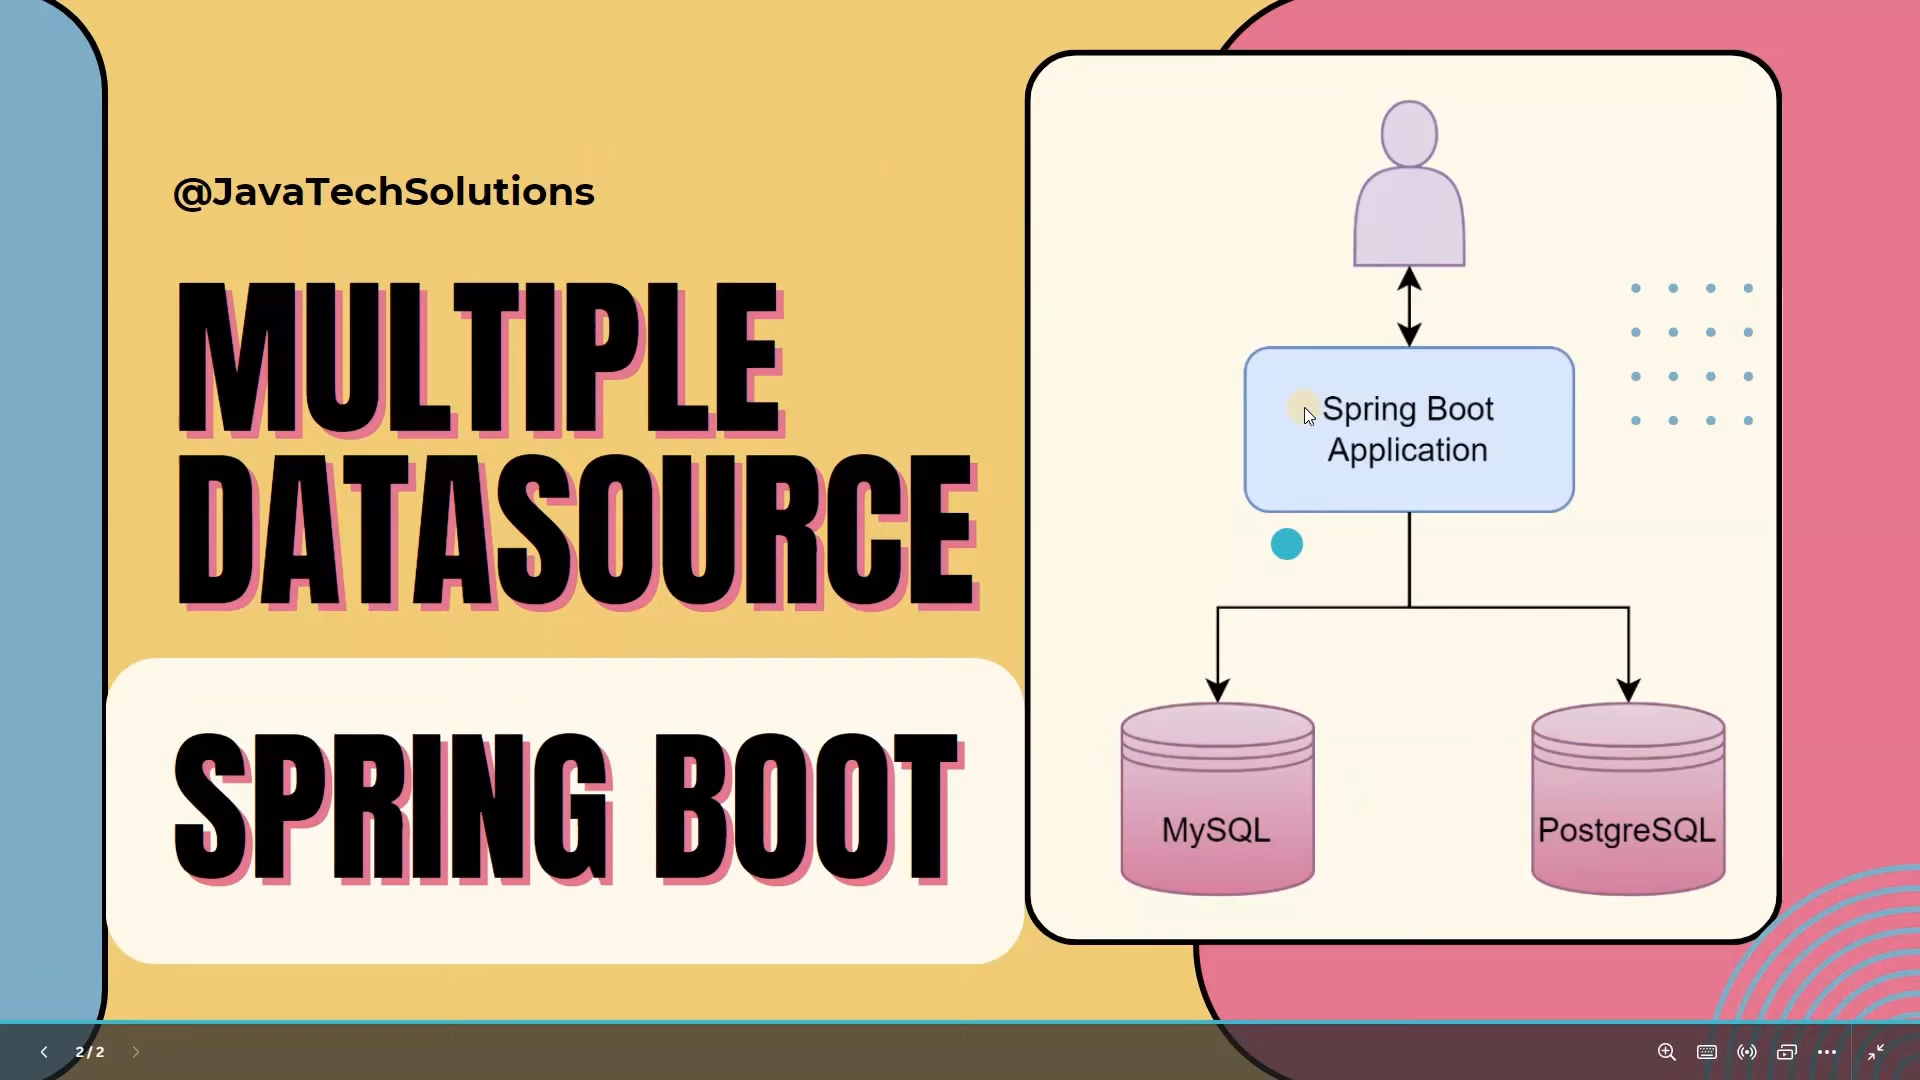 @JavaTechSolutions
MULTIPLE
DATASOURCE
SPRING BOOT
Spring Boot
Application
MySQL
PostgreSQL
2/2